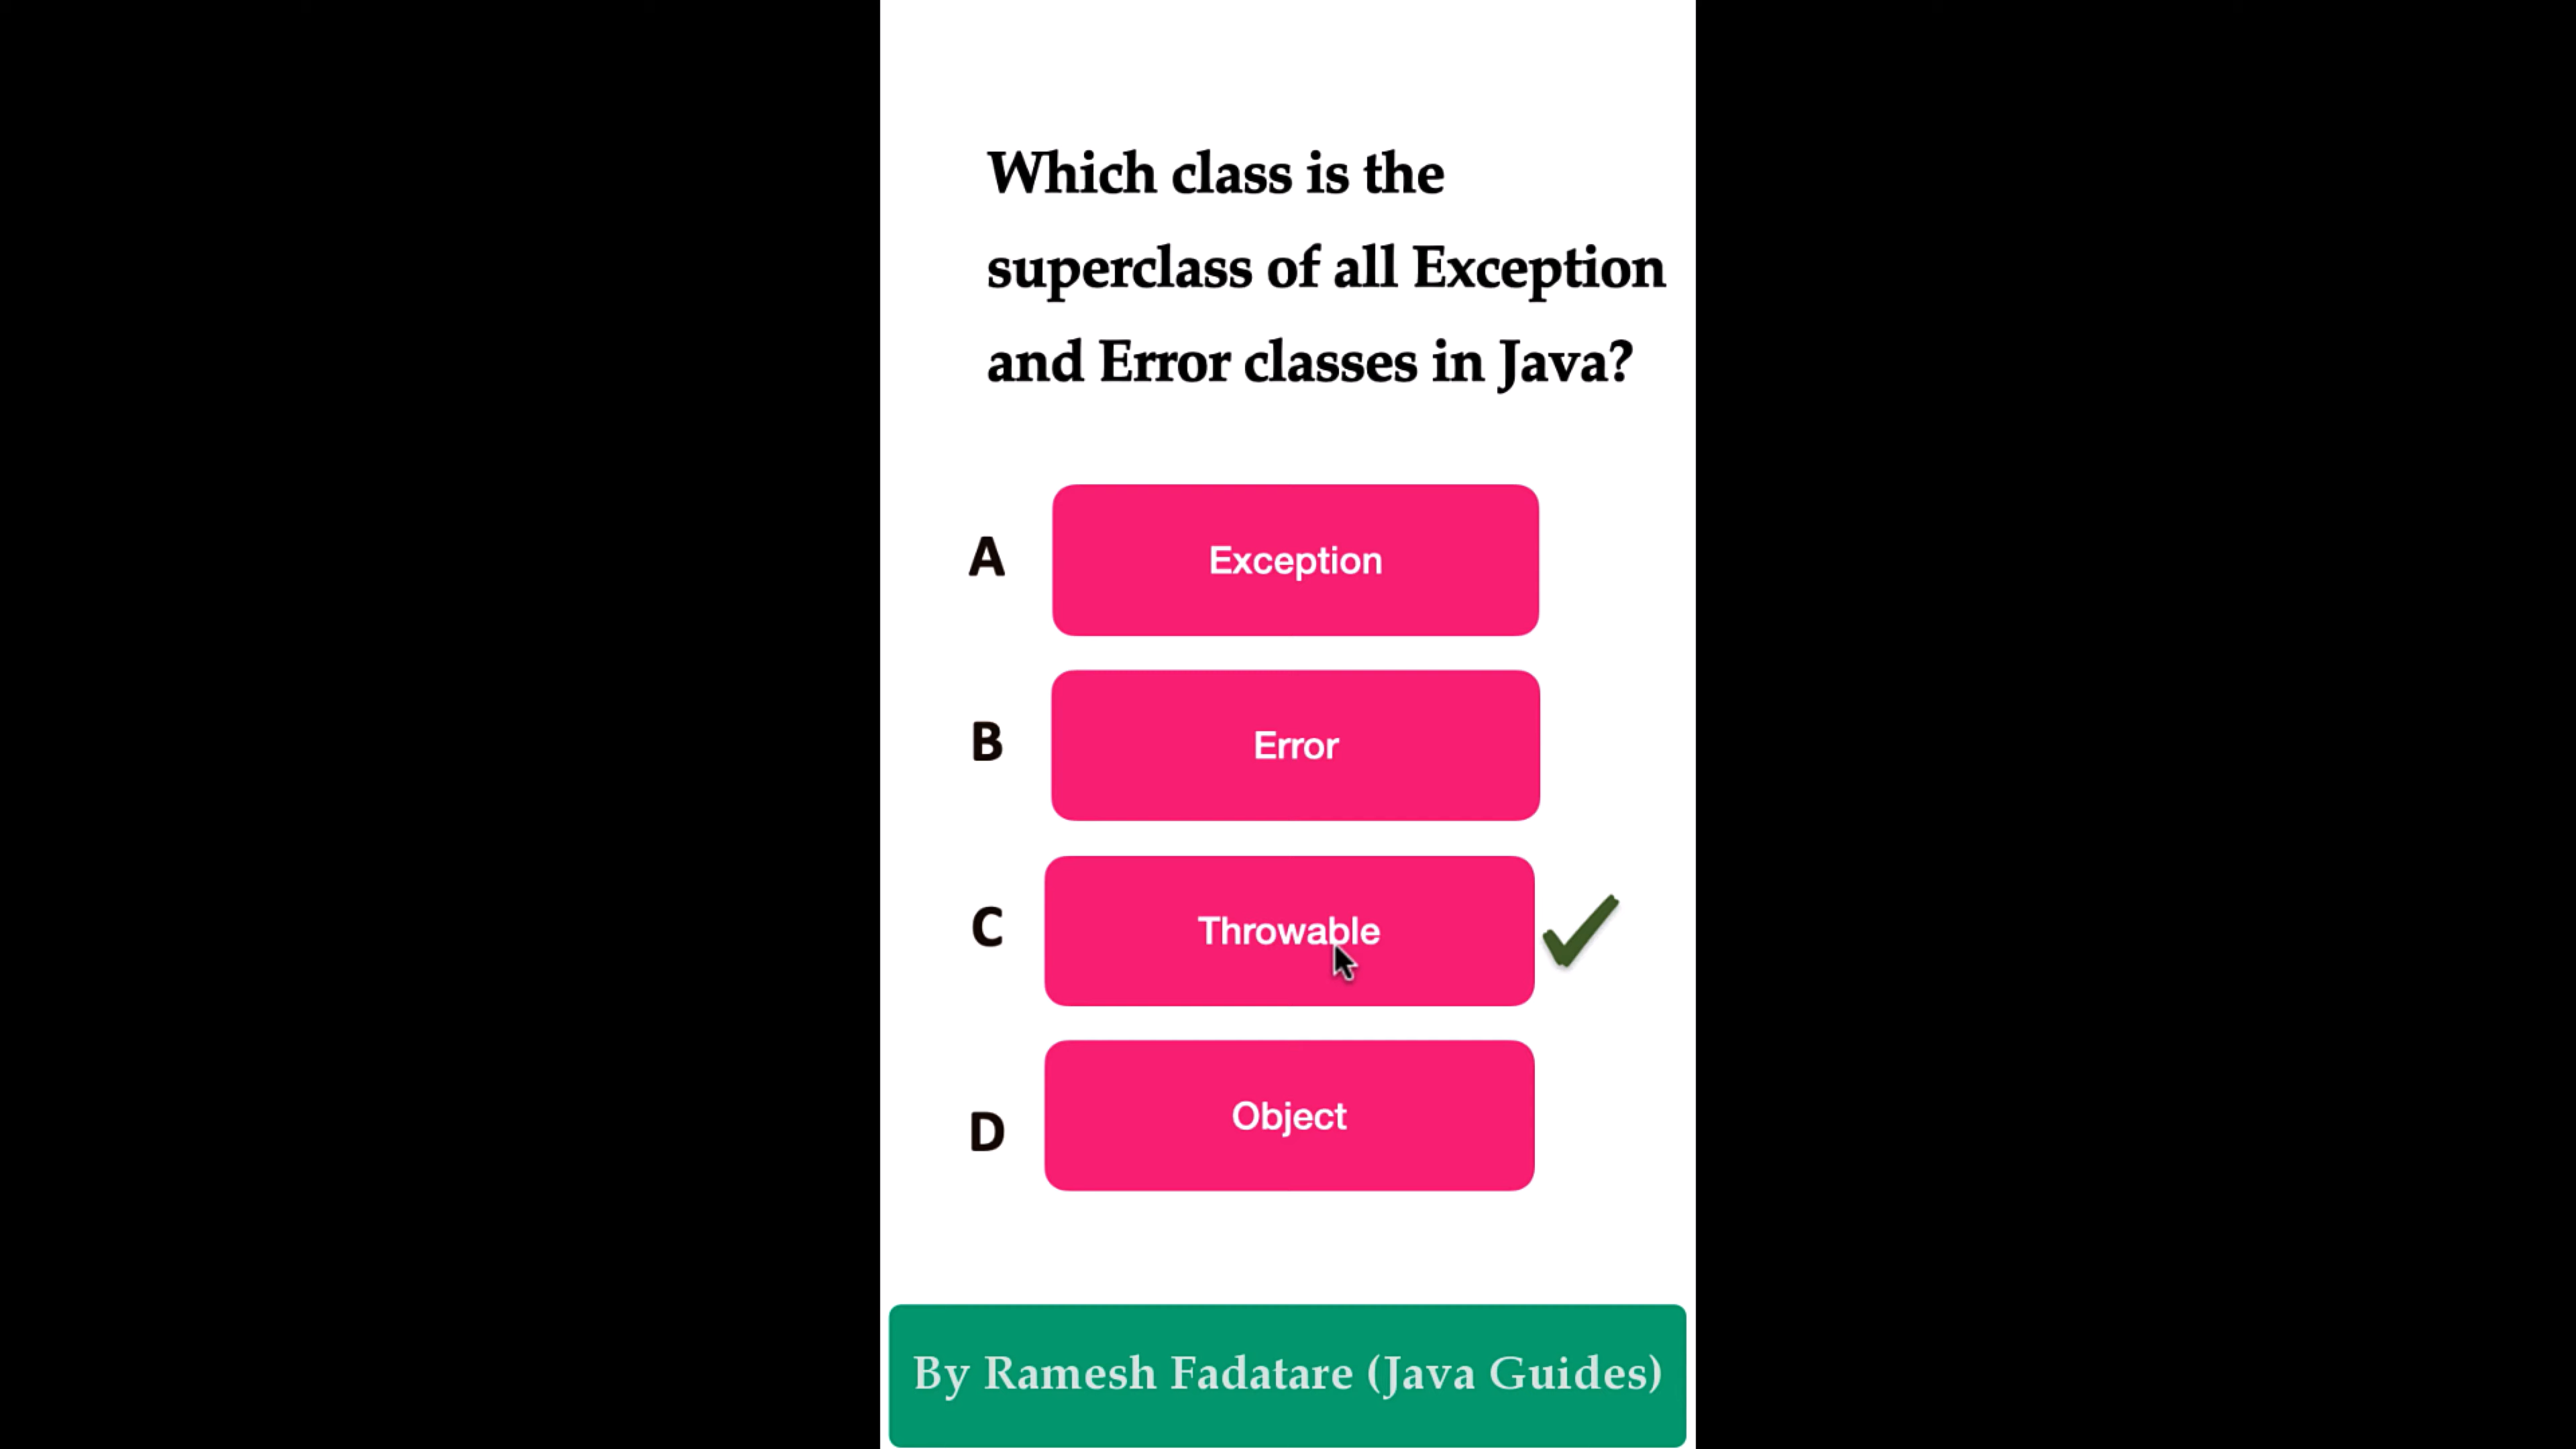 Which class is the
superclass of all Exception
and Error classes in Java?
A
Exception
B
Error
C
Throwable
D
Object
By Ramesh Fadatare (Java Guides)